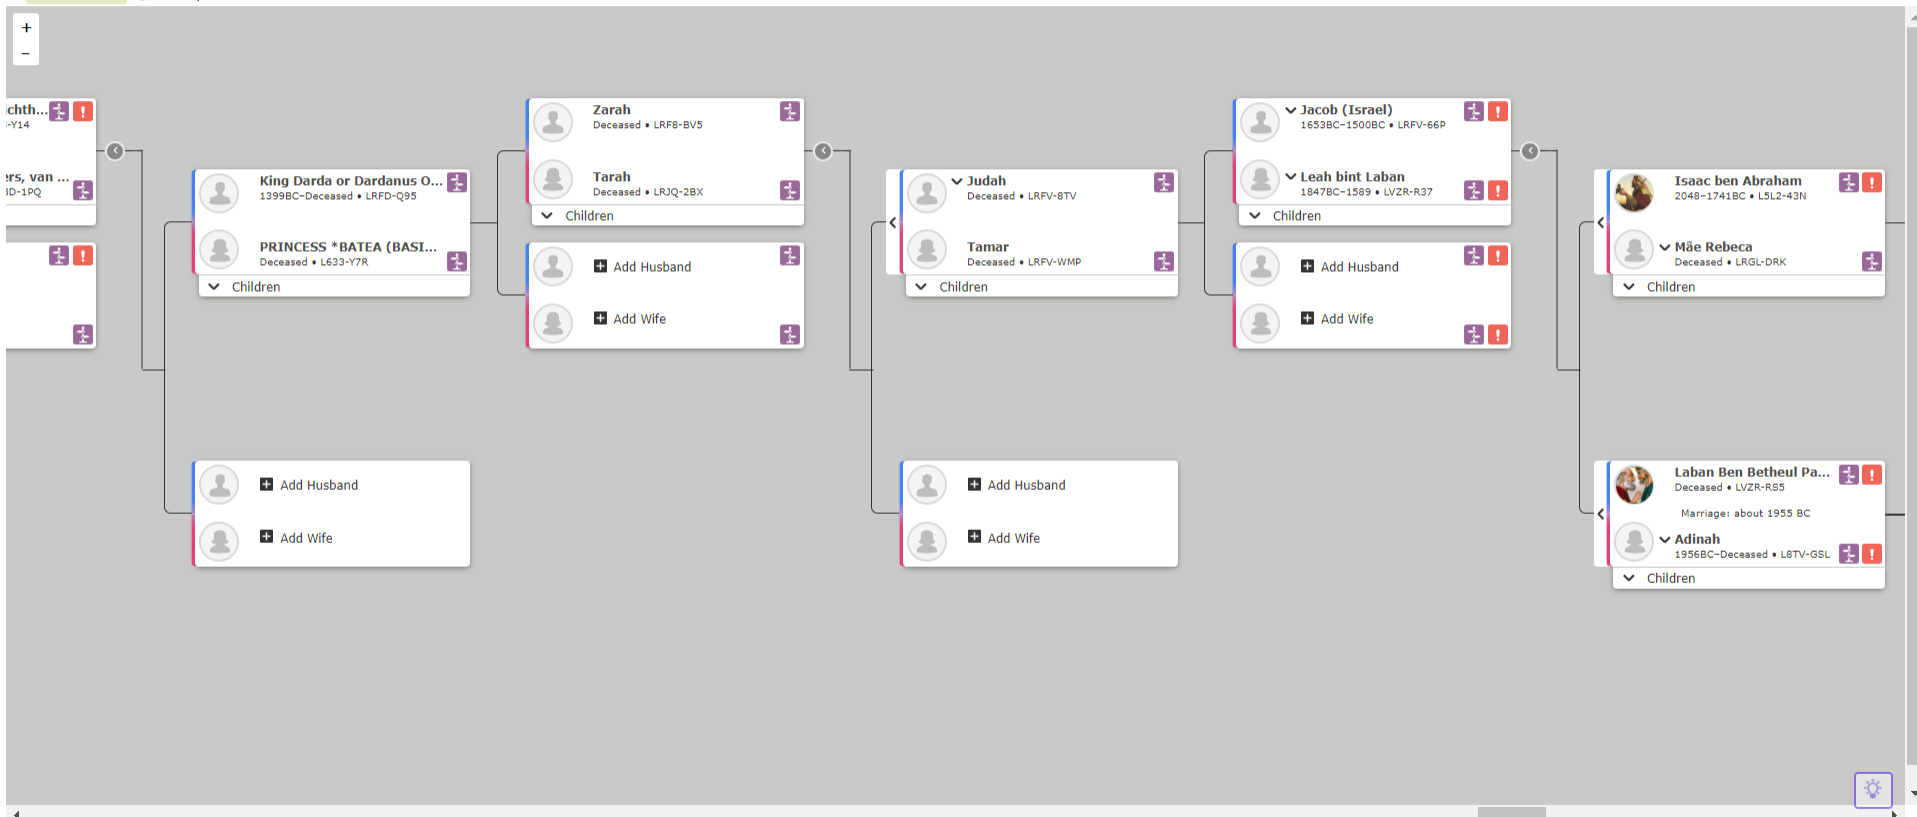 +
−
ichth...
-Y14
ers, van ...
3D-1PQ
King Darda or Dardanus O...
1399BC–Deceased • LRFD-Q95
PRINCESS *BATEA (BASI...
Deceased • L633-Y7R
Children
Add Husband
Add Wife
Zarah
Deceased • LRF8-BV5
Tarah
Deceased • LRJQ-2BX
Children
Add Husband
Add Wife
Judah
Deceased • LRFV-8TV
Tamar
Deceased • LRFV-WMP
Children
Add Husband
Add Wife
Jacob (Israel)
1653BC–1500BC • LRFV-66P
Leah bint Laban
1847BC–1589 • LVZR-R37
Children
Add Husband
Add Wife
Isaac ben Abraham
2048–1741BC • L5L2-43N
Mãe Rebeca
Deceased • LRGL-DRK
Children
Laban Ben Betheul Pa...
Deceased • LVZR-RS5
Marriage: about 1955 BC
Adinah
1956BC–Deceased • L8TV-GSL
Children